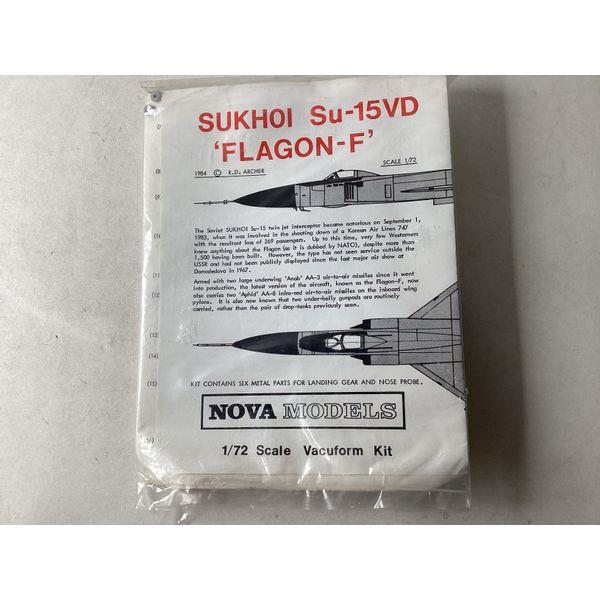 SUKHOI Su-15VD
'FLAGON-F'
1984 © R.D. ARCHER
SCALE 1/72
The Soviet SUKHOI Su-15 twin jet interceptor became notorious on September 1,
1983, when it was involved in the shooting down of a Korean Air Lines 747
with the resultant loss of 269 passengers. Up to this time, very few Westerners
knew anything about the Flagon (as it is dubbed by NATO), despite more than
1,500 having been built. However, the type has not seen service outside the
USSR and had not been publicly displayed since the last major air show at
Domodedovo in 1967.
Armed with two large underwing 'Anab' AA-3 air-to-air missiles since it went
into production, the latest version of the aircraft, known as the Flagon-F, now
also carries two 'Aphid' AA-8 infra-red air-to-air missiles on the inboard wing
pylons. It is also now known that two under-belly gunpods are routinely
carried, rather than the pair of drop-tanks previously seen.
(13)
(14)
(15)
KIT CONTAINS SIX METAL PARTS FOR LANDING GEAR AND NOSE PROBE.
NOVA MODELS
1/72 Scale Vacuform Kit